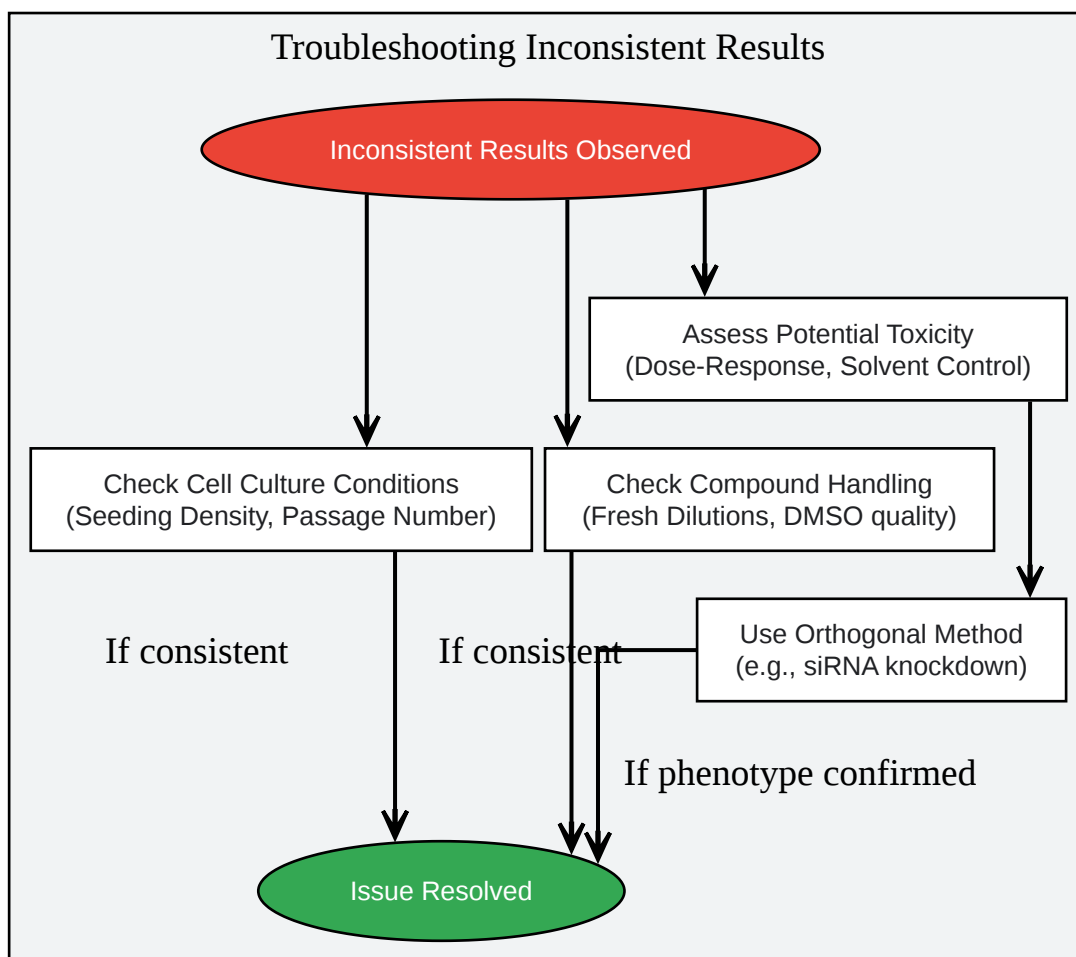 Troubleshooting Inconsistent Results
Inconsistent Results Observed
Assess Potential Toxicity
(Dose-Response, Solvent Control)
Check Cell Culture Conditions
(Seeding Density, Passage Number)
Check Compound Handling
(Fresh Dilutions, DMSO quality)
Use Orthogonal Method
(e.g., siRNA knockdown)
If consistent
If consistent
If phenotype confirmed
Issue Resolved